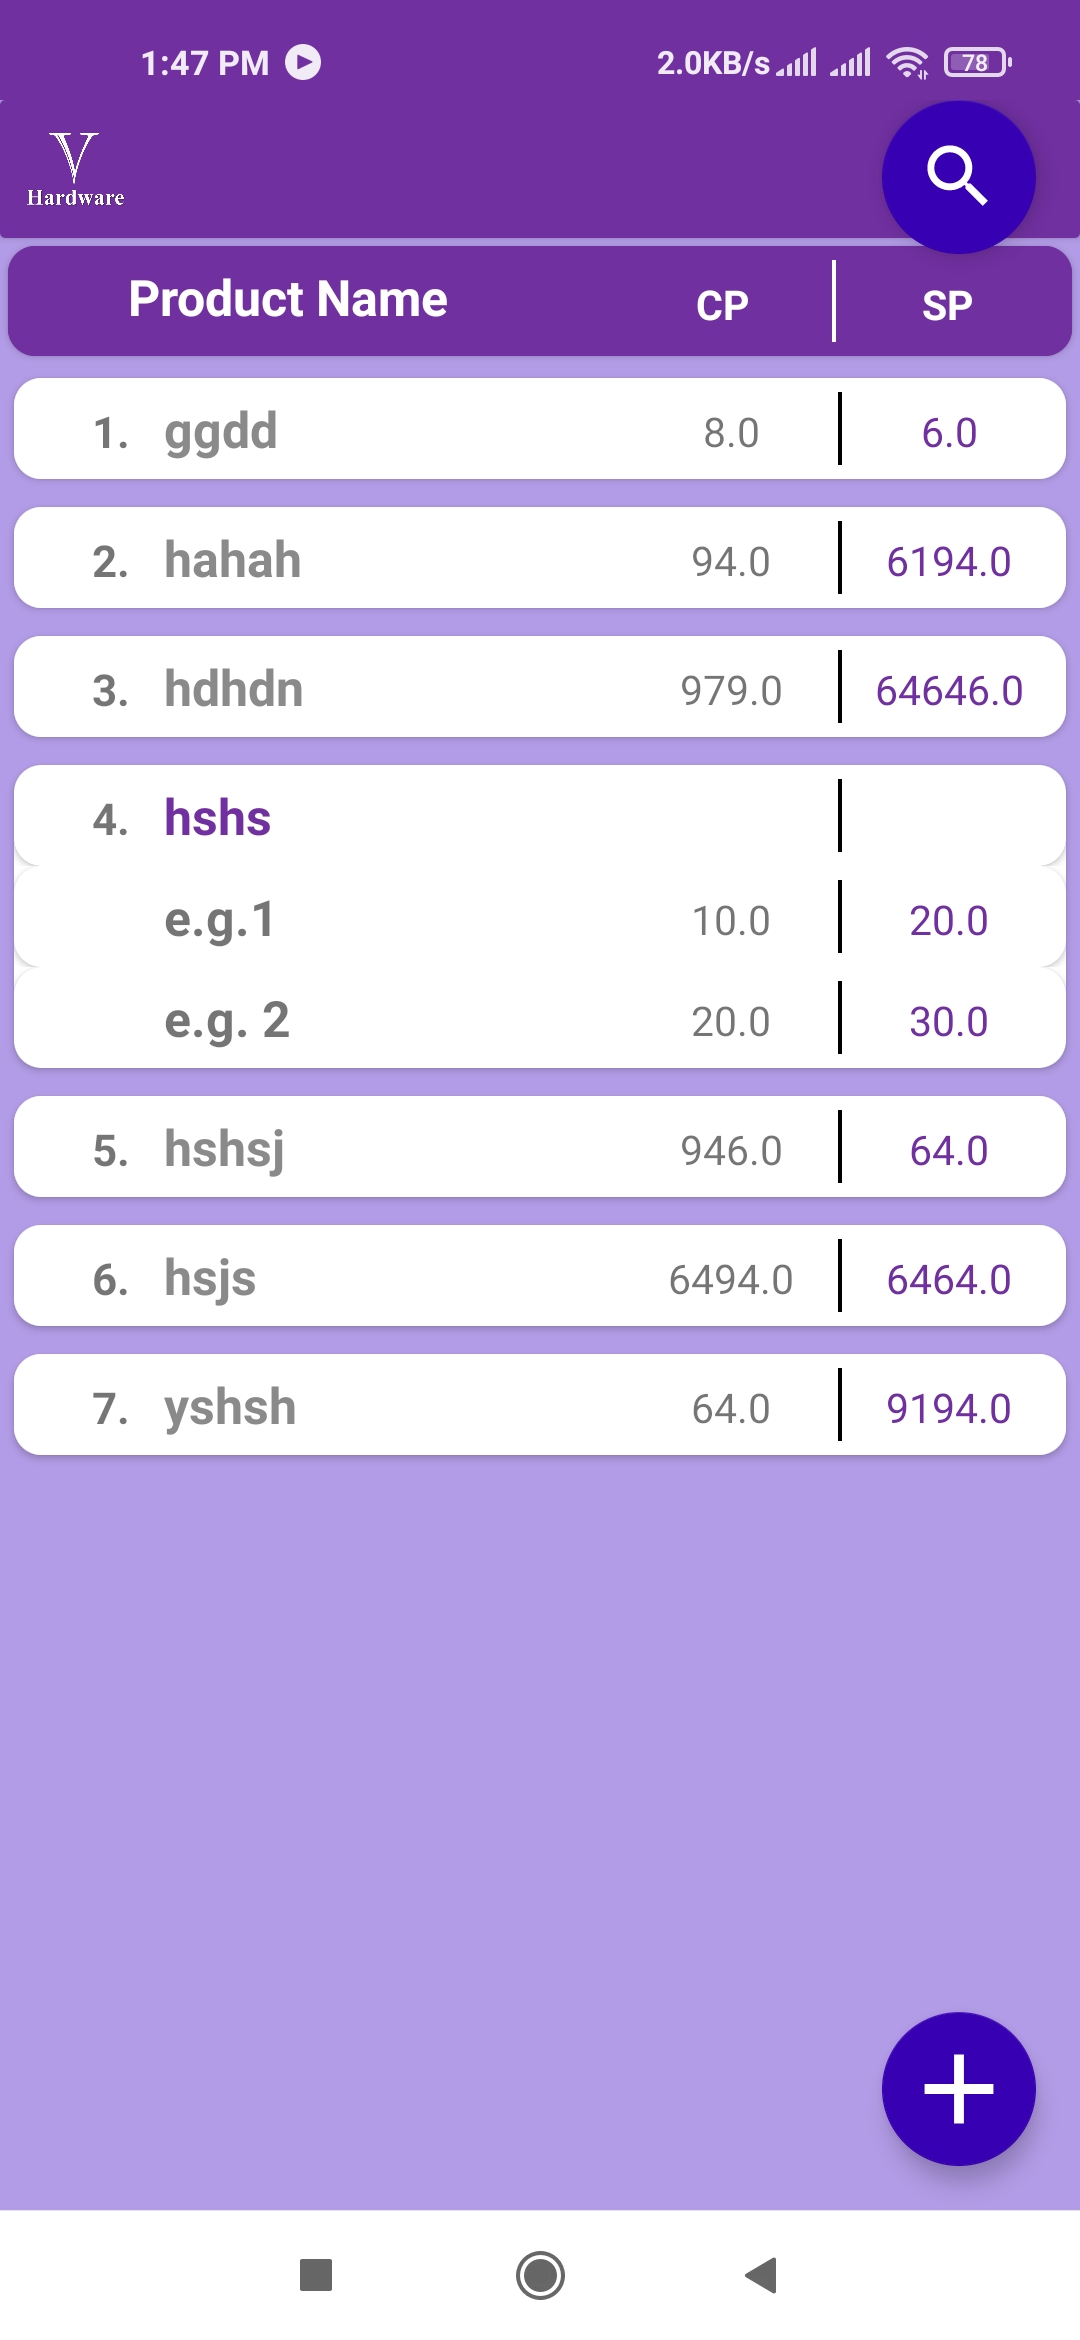 1:47 PM 2.0KB/s 78
V
Hardware
Product Name CP SP
1. ggdd 8.0 6.0
2. hahah 94.0 6194.0
3. hdhdn 979.0 64646.0
4. hshs
e.g.1 10.0 20.0
e.g. 2 20.0 30.0
5. hshsj 946.0 64.0
6. hsjs 6494.0 6464.0
7. yshsh 64.0 9194.0